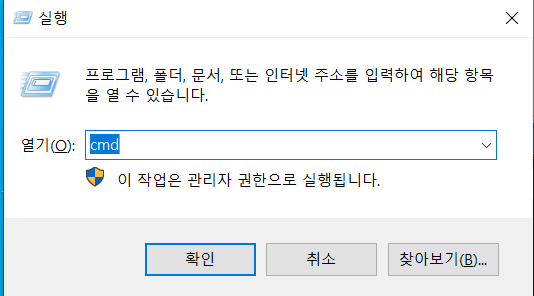 실행
프로그램, 폴더, 문서, 또는 인터넷 주소를 입력하여 해당 항목
을 열 수 있습니다.
열기(O): cmd
이 작업은 관리자 권한으로 실행됩니다.
확인 취소 찾아보기(B)...